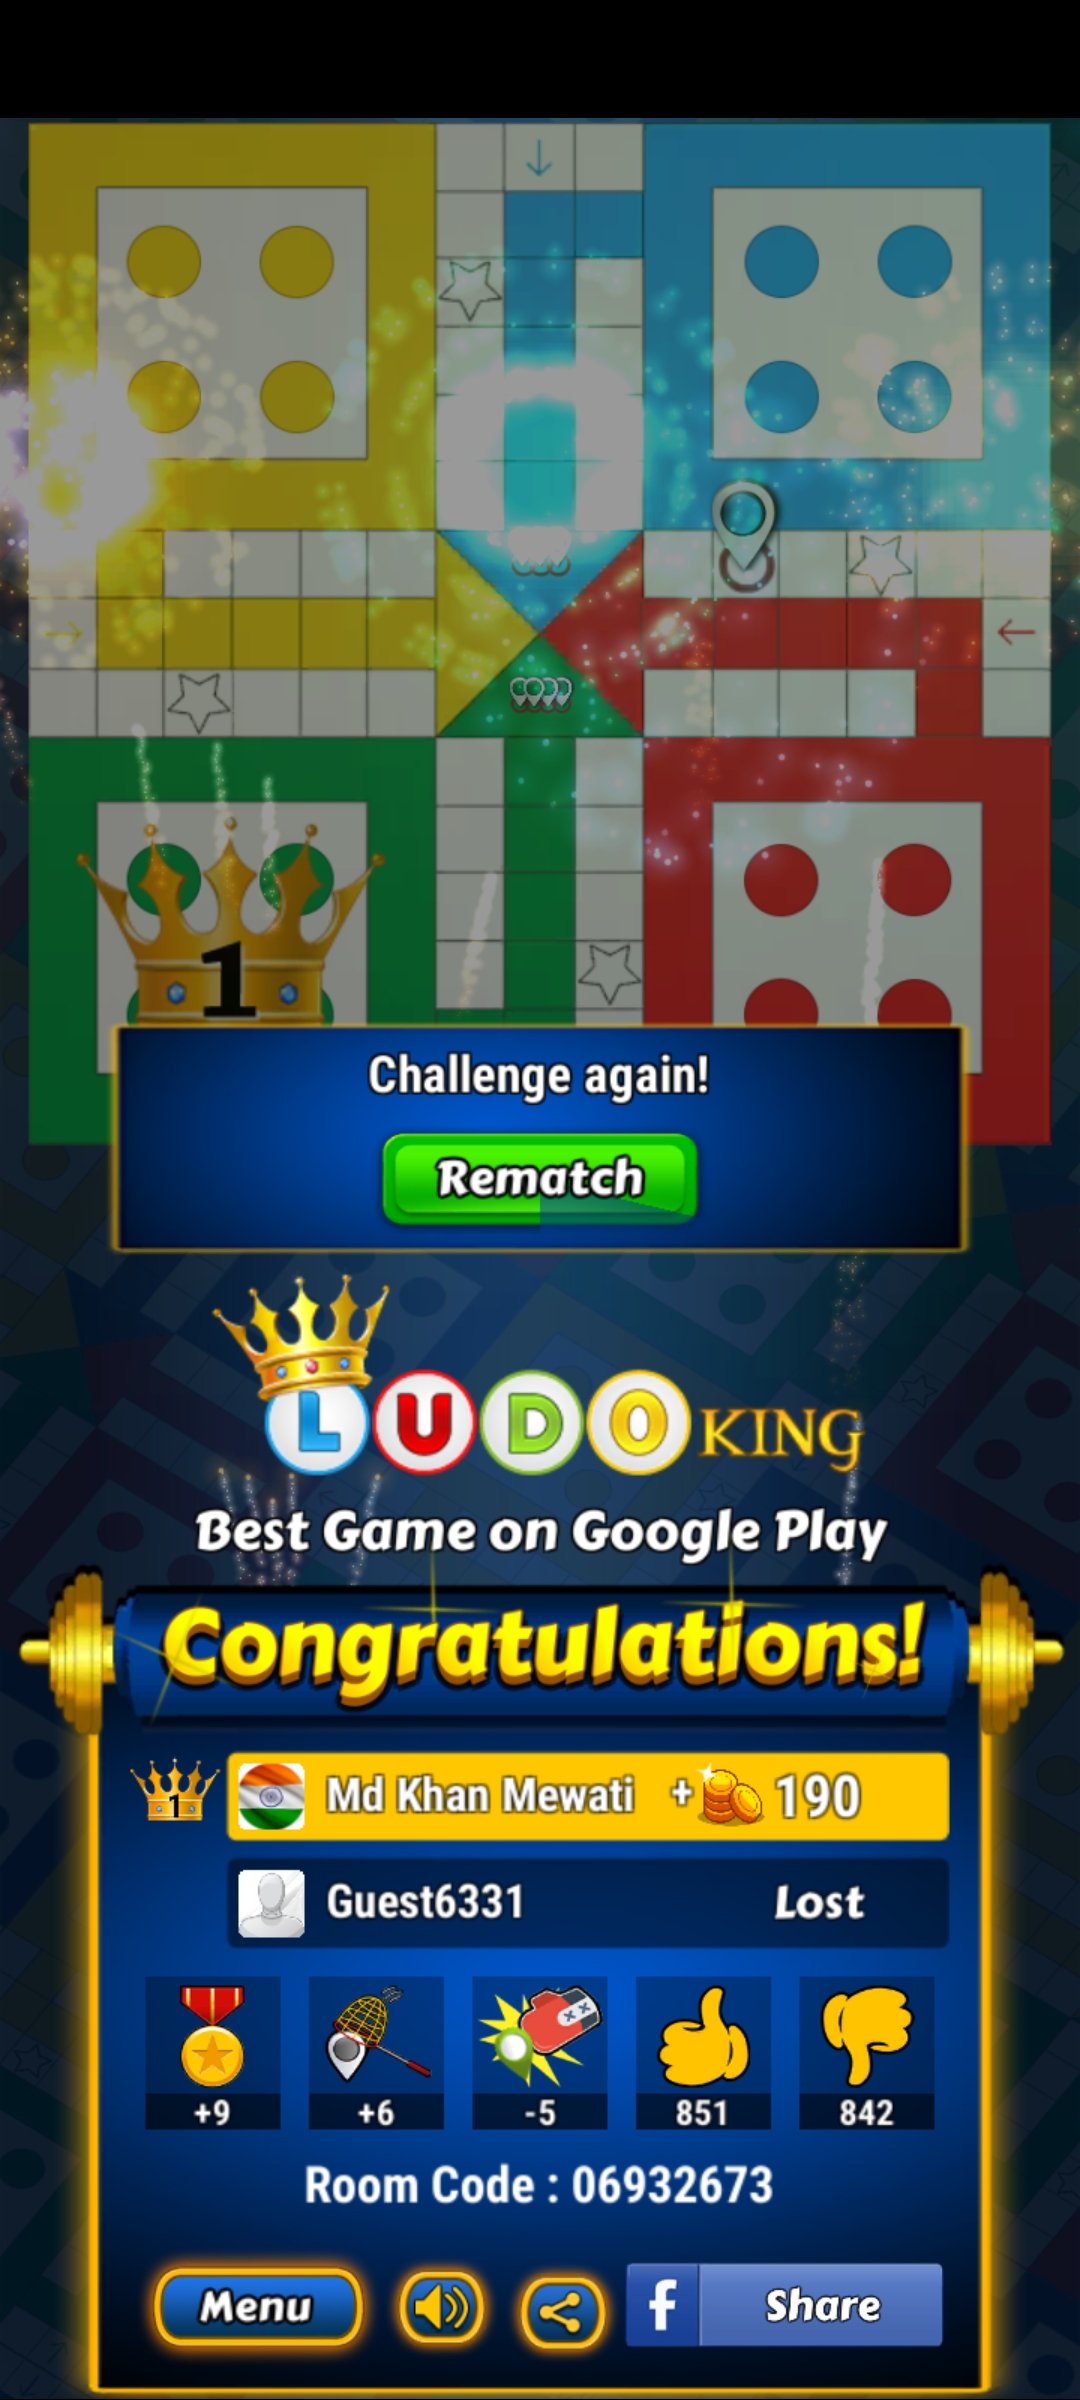 1
Challenge again!
Rematch
LUDO KING
Best Game on Google Play
Congratulations!
1 Md Khan Mewati + 190
Guest6331 Lost
+9 +6 -5 851 842
Room Code : 06932673
Menu f Share